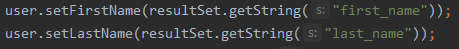 user.setFirstName(resultSet.getString( s: "first_name"));
user.setLastName(resultSet.getString( s: "last_name"));